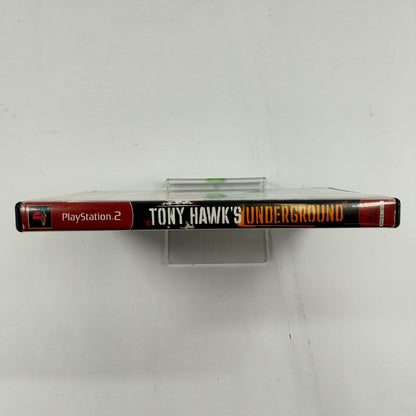 PlayStation.2 TONY HAWK'S UNDERGROUND